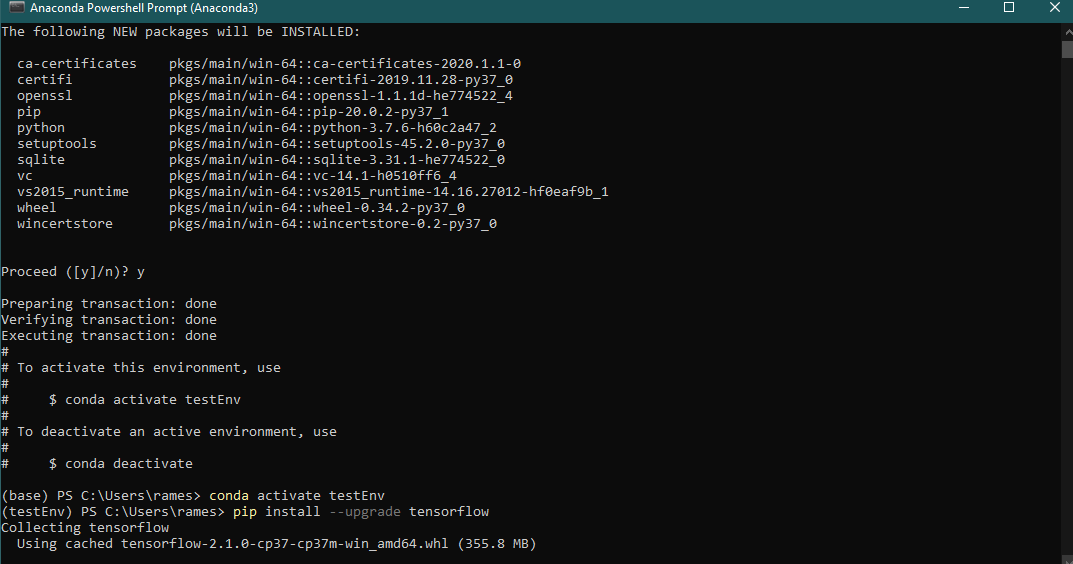 Anaconda Powershell Prompt (Anaconda3)
The following NEW packages will be INSTALLED:
ca-certificates    pkgs/main/win-64::ca-certificates-2020.1.1-0
certifi            pkgs/main/win-64::certifi-2019.11.28-py37_0
openssl            pkgs/main/win-64::openssl-1.1.1d-he774522_4
pip                pkgs/main/win-64::pip-20.0.2-py37_1
python             pkgs/main/win-64::python-3.7.6-h60c2a47_2
setuptools         pkgs/main/win-64::setuptools-45.2.0-py37_0
sqlite             pkgs/main/win-64::sqlite-3.31.1-he774522_0
vc                 pkgs/main/win-64::vc-14.1-h0510ff6_4
vs2015_runtime     pkgs/main/win-64::vs2015_runtime-14.16.27012-hf0eaf9b_1
wheel              pkgs/main/win-64::wheel-0.34.2-py37_0
wincertstore       pkgs/main/win-64::wincertstore-0.2-py37_0
Proceed ([y]/n)? y
Preparing transaction: done
Verifying transaction: done
Executing transaction: done
#
# To activate this environment, use
#
#     $ conda activate testEnv
#
# To deactivate an active environment, use
#
#     $ conda deactivate
(base) PS C:\Users\rames> conda activate testEnv
(testEnv) PS C:\Users\rames> pip install --upgrade tensorflow
Collecting tensorflow
  Using cached tensorflow-2.1.0-cp37-cp37m-win_amd64.whl (355.8 MB)